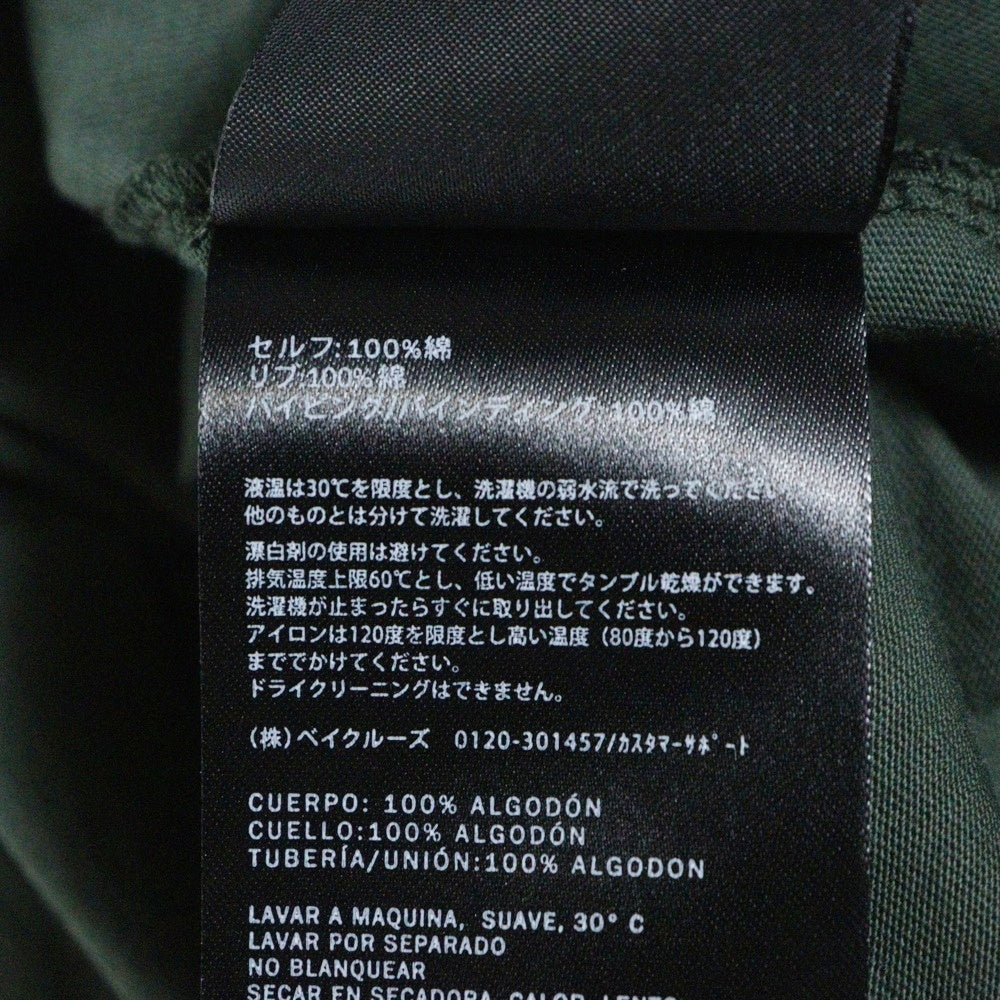 セルフ: 100%綿
リブ:100%綿
パイピング/バインディング:100%綿
液温は30℃を限度とし、洗濯機の弱水流で洗ってください
他のものとは分けて洗濯してください。
漂白剤の使用は避けてください。
排気温度上限60℃とし、低い温度でタンブル乾燥ができます。
洗濯機が止まったらすぐに取り出してください。
アイロンは120度を限度とし高い温度（80度から120度）
まででかけてください。
ドライクリーニングはできません。
(株)ベイクルーズ 0120-301457/ｶｽﾀﾏｰｻﾎﾟｰﾄ
CUERPO: 100% ALGODÓN
CUELLO:100% ALGODÓN
TUBERÍA/UNIÓN:100% ALGODON
LAVAR A MAQUINA, SUAVE, 30° C
LAVAR POR SEPARADO
NO BLANQUEAR
SECAR EN SECADORA, CALOR LENTO